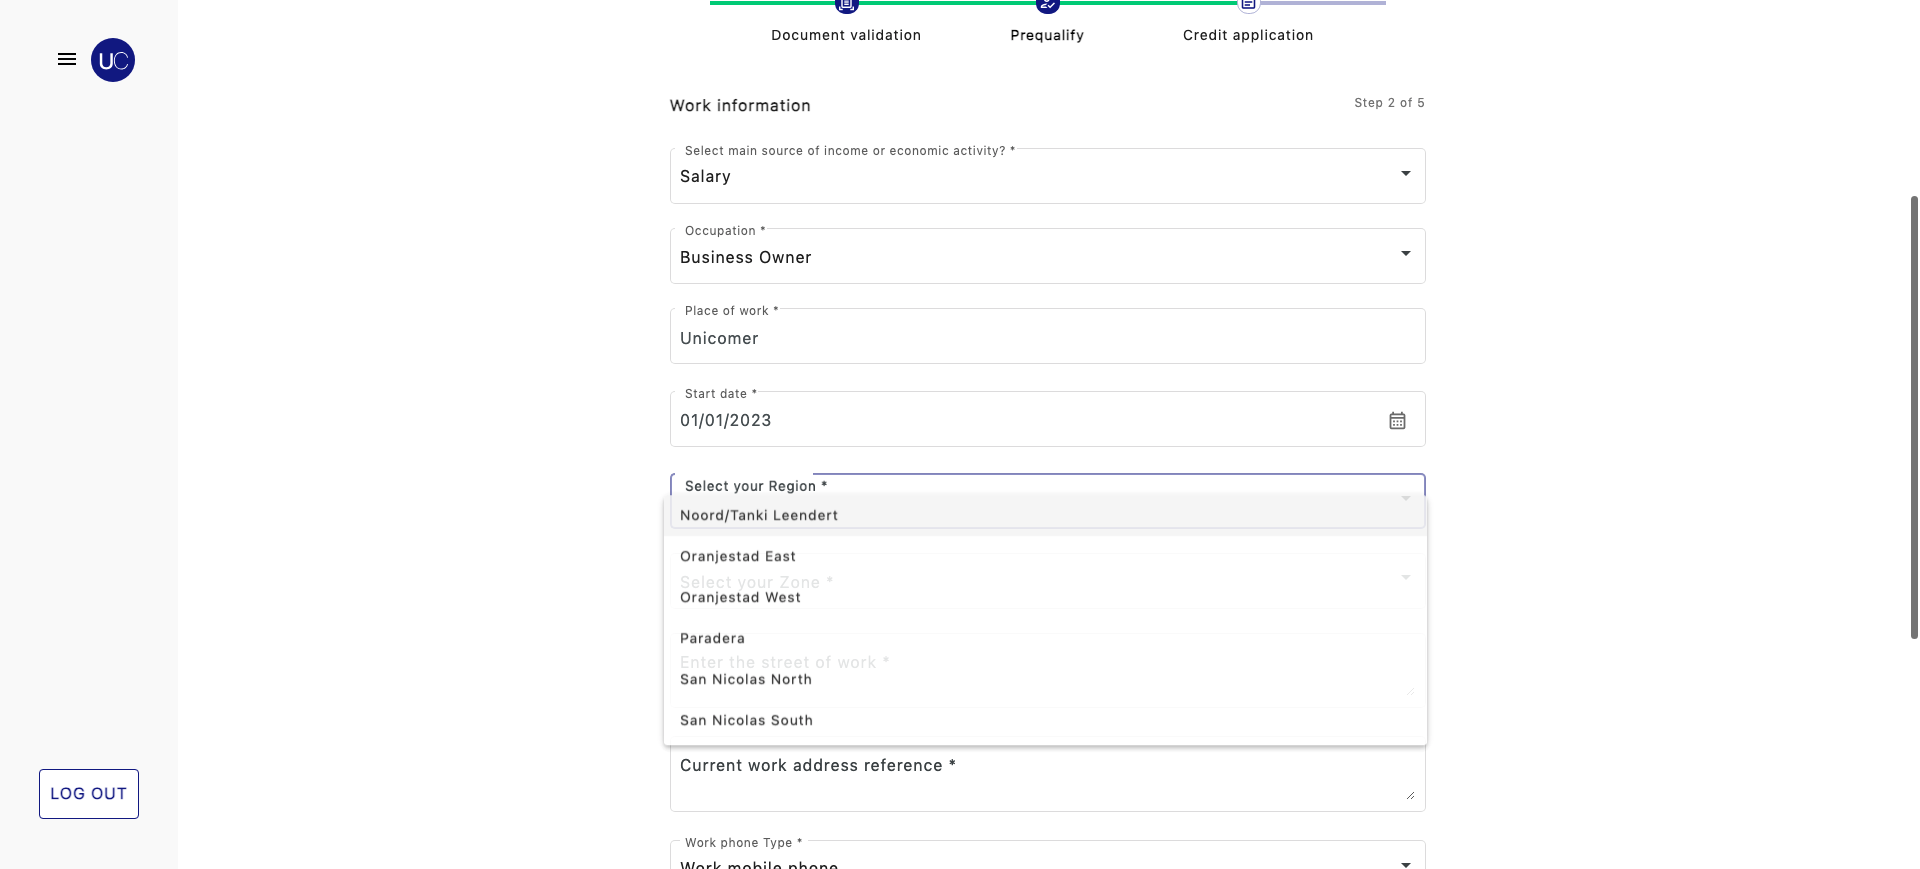 Document validation
Prequalify
Credit application
UC
Work information
Step 2 of 5
Select main source of income or economic activity? *
Salary
Occupation *
Business Owner
Place of work *
Unicomer
Start date *
01/01/2023
Select your Region *
Noord/Tanki Leendert
Oranjestad East
Select your Zone *
Oranjestad West
Paradera
Enter the street of work *
San Nicolas North
San Nicolas South
Current work address reference *
LOG OUT
Work phone Type *
Work mobile phone